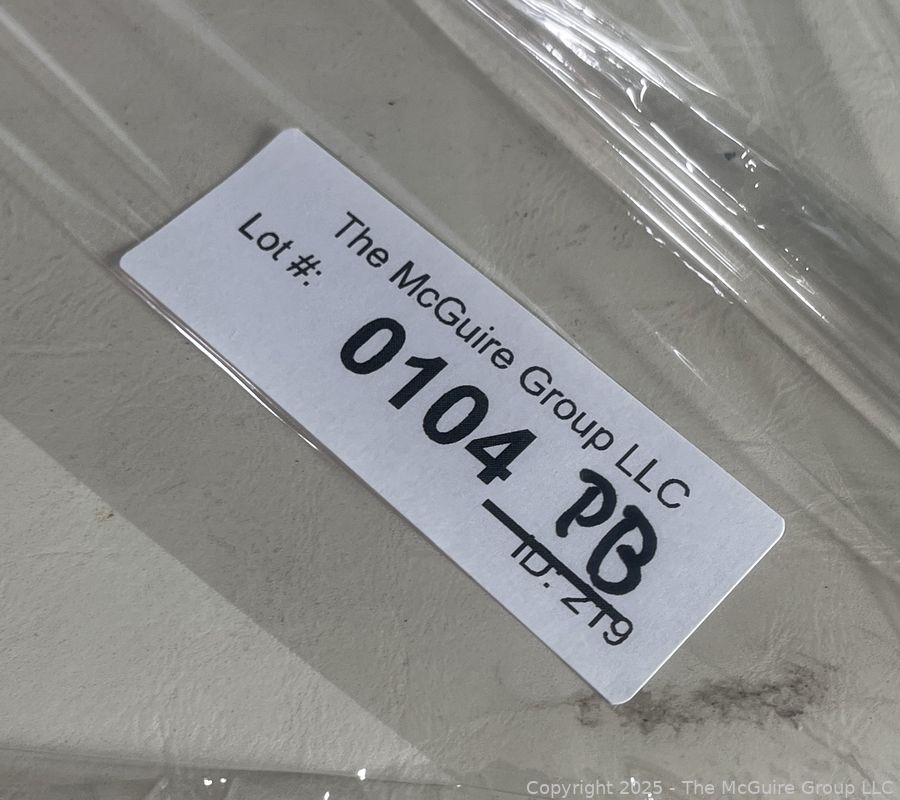 The McGuire Group LLC
Lot #:
0104 PB
ID: 219
Copyright 2025 - The McGuire Group LLC